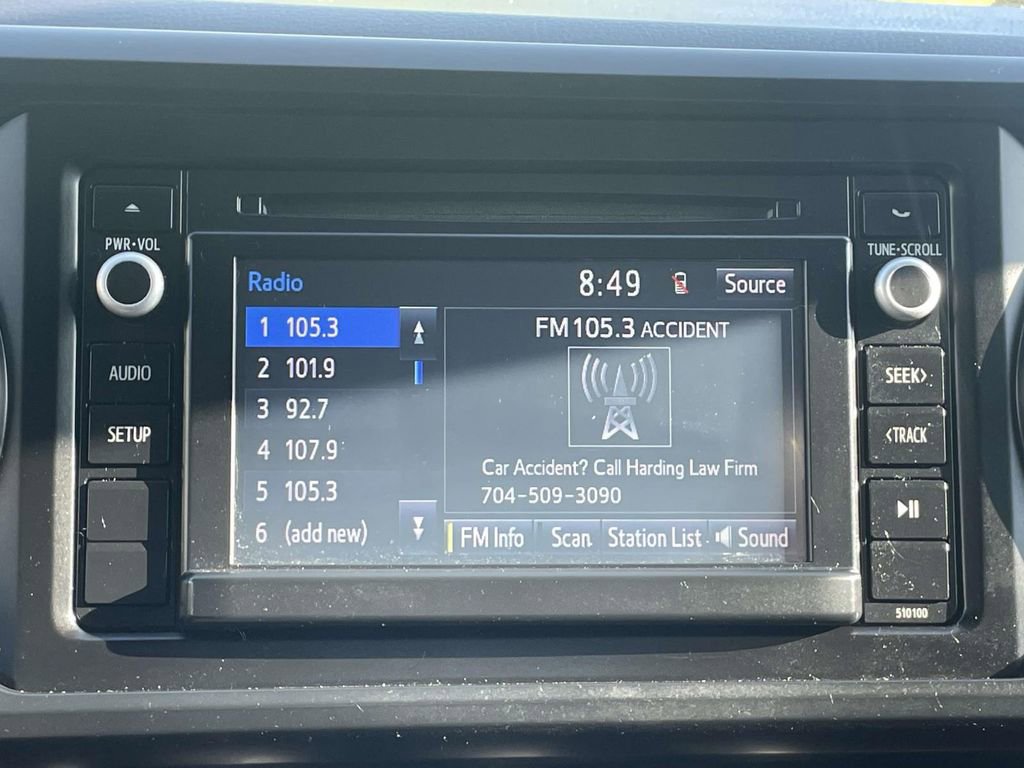 PWR•VOL
AUDIO
SETUP
Radio
8:49
Source
1 105.3
2 101.9
3 92.7
4 107.9
5 105.3
6 (add new)
FM 105.3 ACCIDENT
Car Accident? Call Harding Law Firm
704-509-3090
FM Info
Scan
Station List
Sound
TUNE•SCROLL
SEEK>
<TRACK
510100